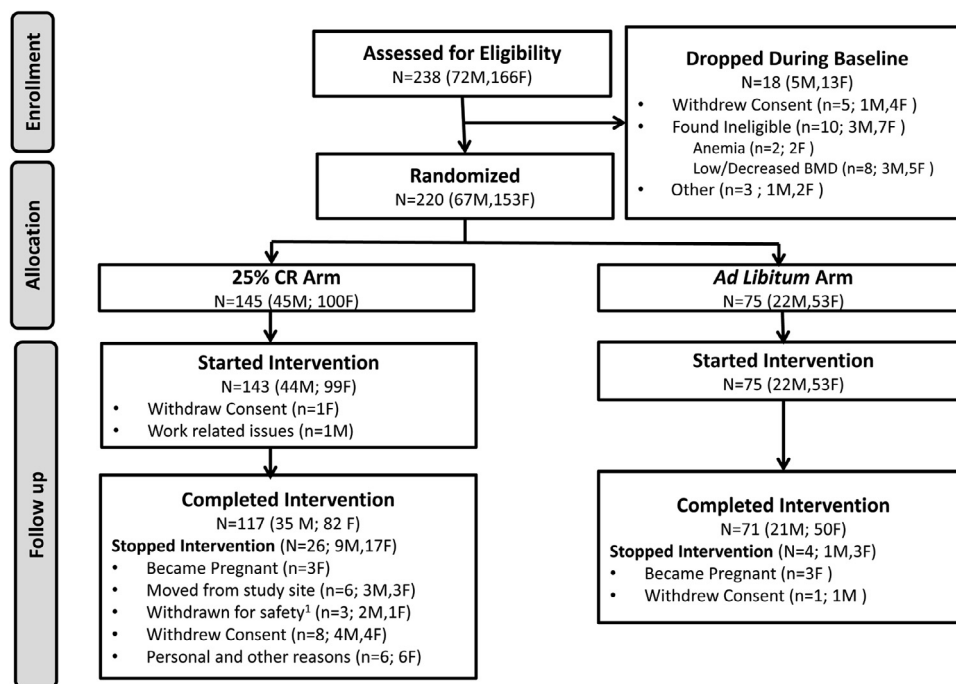 Enrollment
Assessed for Eligibility
N=238 (72M,166F)
Dropped During Baseline
N=18 (5M,13F)
• Withdrew Consent (n=5; 1M,4F )
• Found Ineligible (n=10; 3M,7F )
Anemia (n=2; 2F )
Low/Decreased BMD (n=8; 3M,5F )
• Other (n=3 ; 1M,2F )
Randomized
N=220 (67M,153F)
Allocation
25% CR Arm
N=145 (45M; 100F)
Ad Libitum Arm
N=75 (22M,53F)
Follow up
Started Intervention
N=143 (44M; 99F)
• Withdraw Consent (n=1F)
• Work related issues (n=1M)
Started Intervention
N=75 (22M,53F)
Completed Intervention
N=117 (35 M; 82 F)
Stopped Intervention (N=26; 9M,17F)
• Became Pregnant (n=3F)
• Moved from study site (n=6; 3M,3F)
• Withdrawn for safety¹ (n=3; 2M,1F)
• Withdrew Consent (n=8; 4M,4F)
• Personal and other reasons (n=6; 6F)
Completed Intervention
N=71 (21M; 50F)
Stopped Intervention (N=4; 1M,3F)
• Became Pregnant (n=3F )
• Withdrew Consent (n=1; 1M )